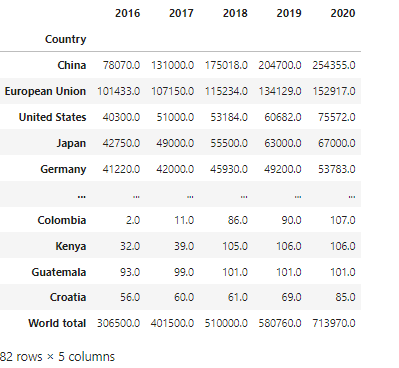 2016 2017 2018 2019 2020
Country
China 78070.0 131000.0 175018.0 204700.0 254355.0
European Union 101433.0 107150.0 115234.0 134129.0 152917.0
United States 40300.0 51000.0 53184.0 60682.0 75572.0
Japan 42750.0 49000.0 55500.0 63000.0 67000.0
Germany 41220.0 42000.0 45930.0 49200.0 53783.0
... ... ... ... ... ...
Colombia 2.0 11.0 86.0 90.0 107.0
Kenya 32.0 39.0 105.0 106.0 106.0
Guatemala 93.0 99.0 101.0 101.0 101.0
Croatia 56.0 60.0 61.0 69.0 85.0
World total 306500.0 401500.0 510000.0 580760.0 713970.0
82 rows × 5 columns